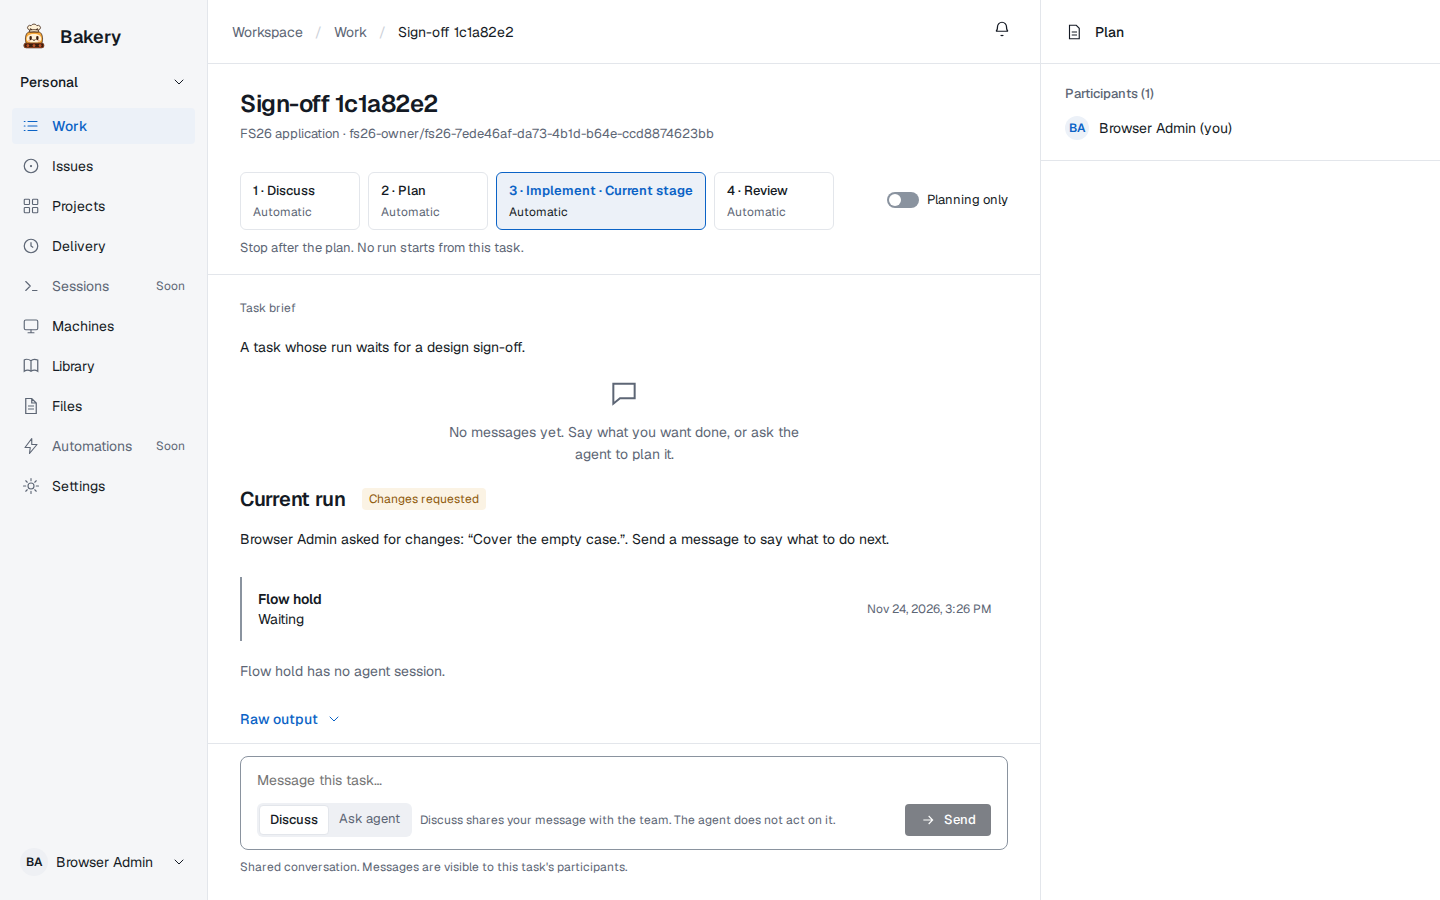 Bakery
Personal
Work
Issues
Projects
Delivery
Sessions Soon
Machines
Library
Files
Automations Soon
Settings
BA Browser Admin
Workspace / Work / Sign-off 1c1a82e2
Sign-off 1c1a82e2
FS26 application · fs26-owner/fs26-7ede46af-da73-4b1d-b64e-ccd8874623bb
1 · Discuss
Automatic
2 · Plan
Automatic
3 · Implement · Current stage
Automatic
4 · Review
Automatic
Planning only
Stop after the plan. No run starts from this task.
Task brief
A task whose run waits for a design sign-off.
No messages yet. Say what you want done, or ask the
agent to plan it.
Current run Changes requested
Browser Admin asked for changes: “Cover the empty case.”. Send a message to say what to do next.
Flow hold
Waiting
Nov 24, 2026, 3:26 PM
Flow hold has no agent session.
Raw output
Message this task…
Discuss Ask agent Discuss shares your message with the team. The agent does not act on it. Send
Shared conversation. Messages are visible to this task's participants.
Plan
Participants (1)
BA Browser Admin (you)